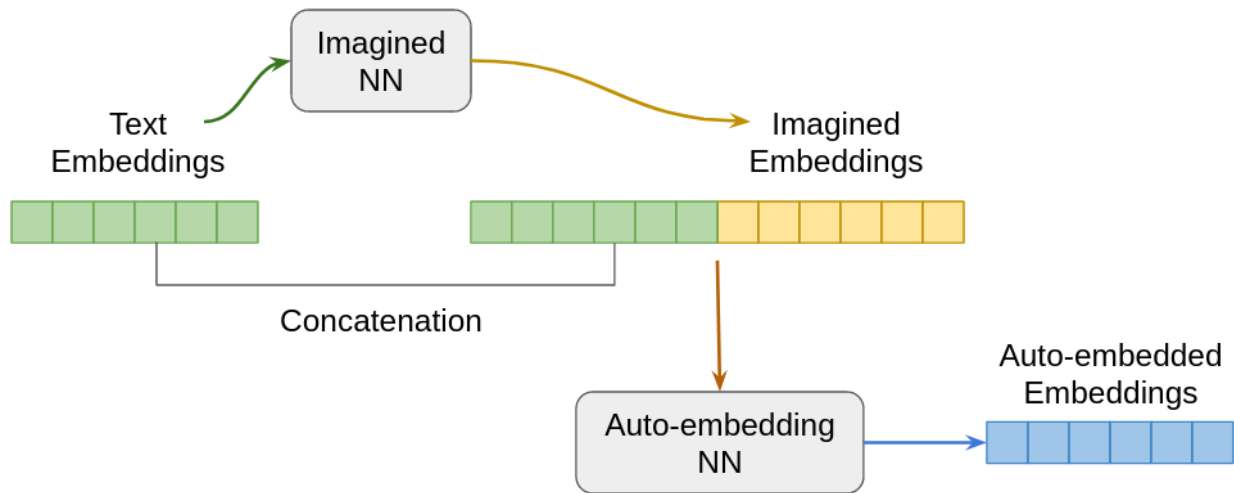 Imagined
NN
Text
Embeddings
Imagined
Embeddings
Concatenation
Auto-embedded
Embeddings
Auto-embedding
NN